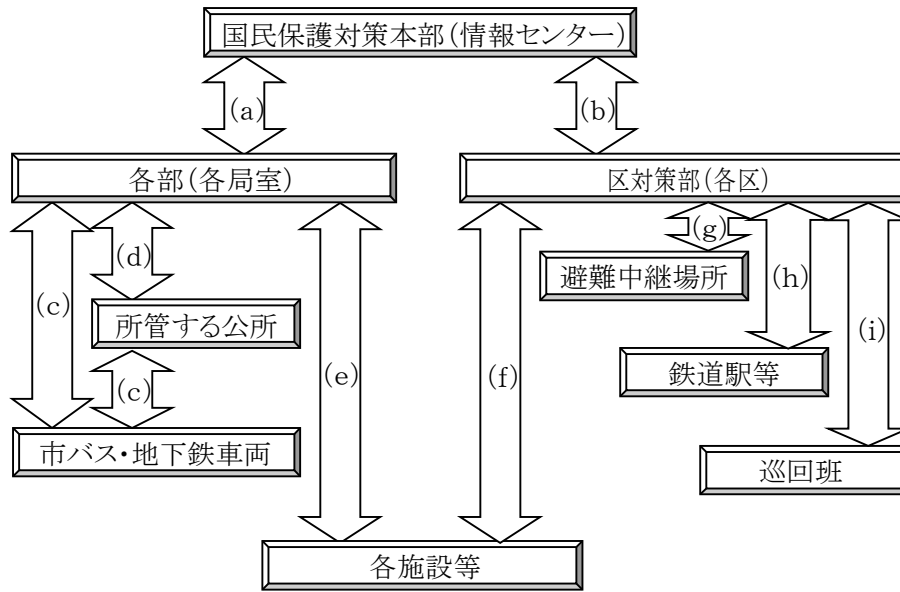 国民保護対策本部(情報センター)
(a)
(b)
各部(各局室)
区対策部(各区)
(g)
(d)
避難中継場所
(h)
(c)
所管する公所
(i)
(e)
(f)
鉄道駅等
(c)
市バス・地下鉄車両
巡回班
各施設等